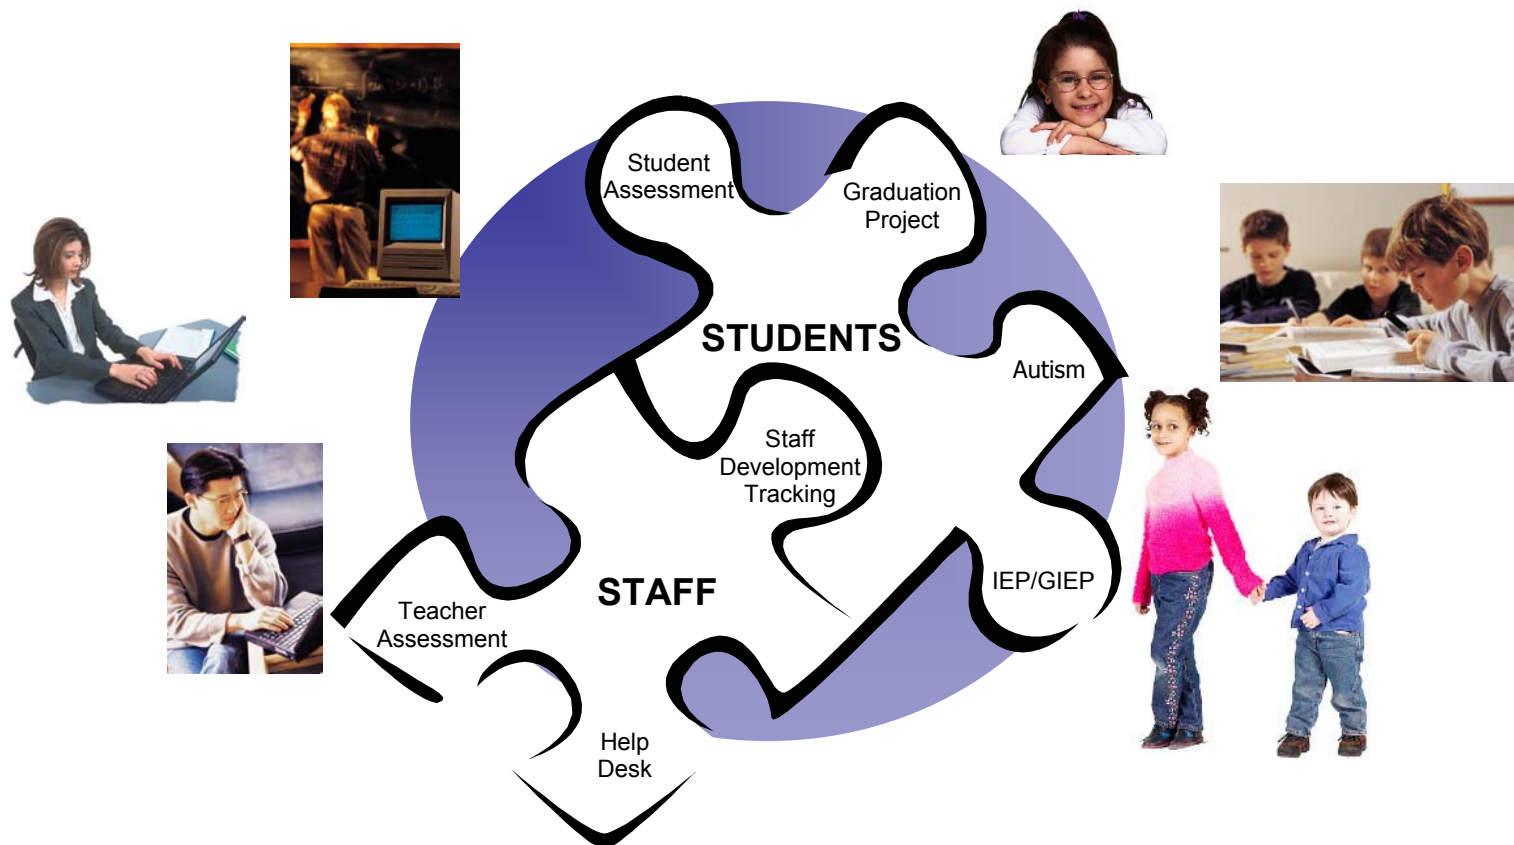 Student
Assessment
Graduation
Project
STUDENTS
Autism
Staff
Development
Tracking
IEP/GIEP
STAFF
Teacher
Assessment
Help
Desk